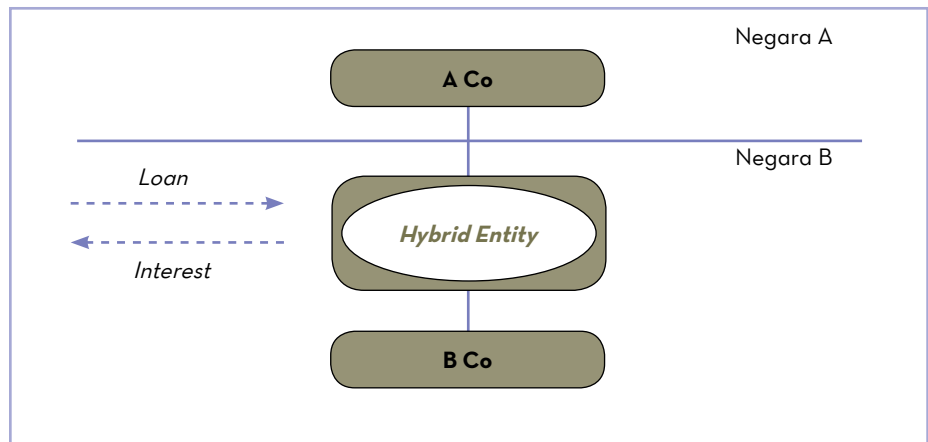 Negara A
A Co
Negara B
Loan
Hybrid Entity
Interest
B Co